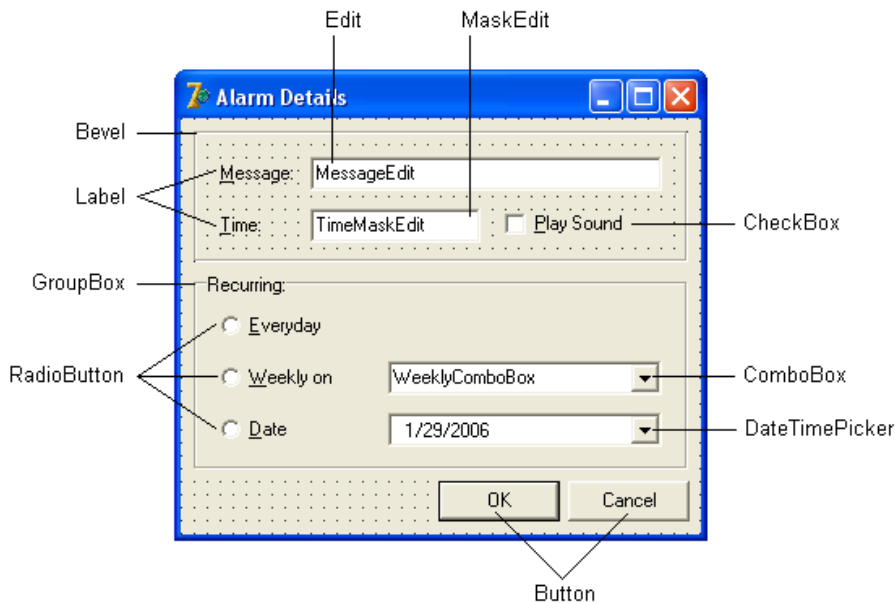 Edit MaskEdit
Alarm Details
Bevel
Message: MessageEdit
Label
Time: TimeMaskEdit Play Sound CheckBox
GroupBox Recurring:
Everyday
RadioButton Weekly on WeeklyComboBox ComboBox
Date 1/29/2006 DateTimePicker
OK Cancel
Button